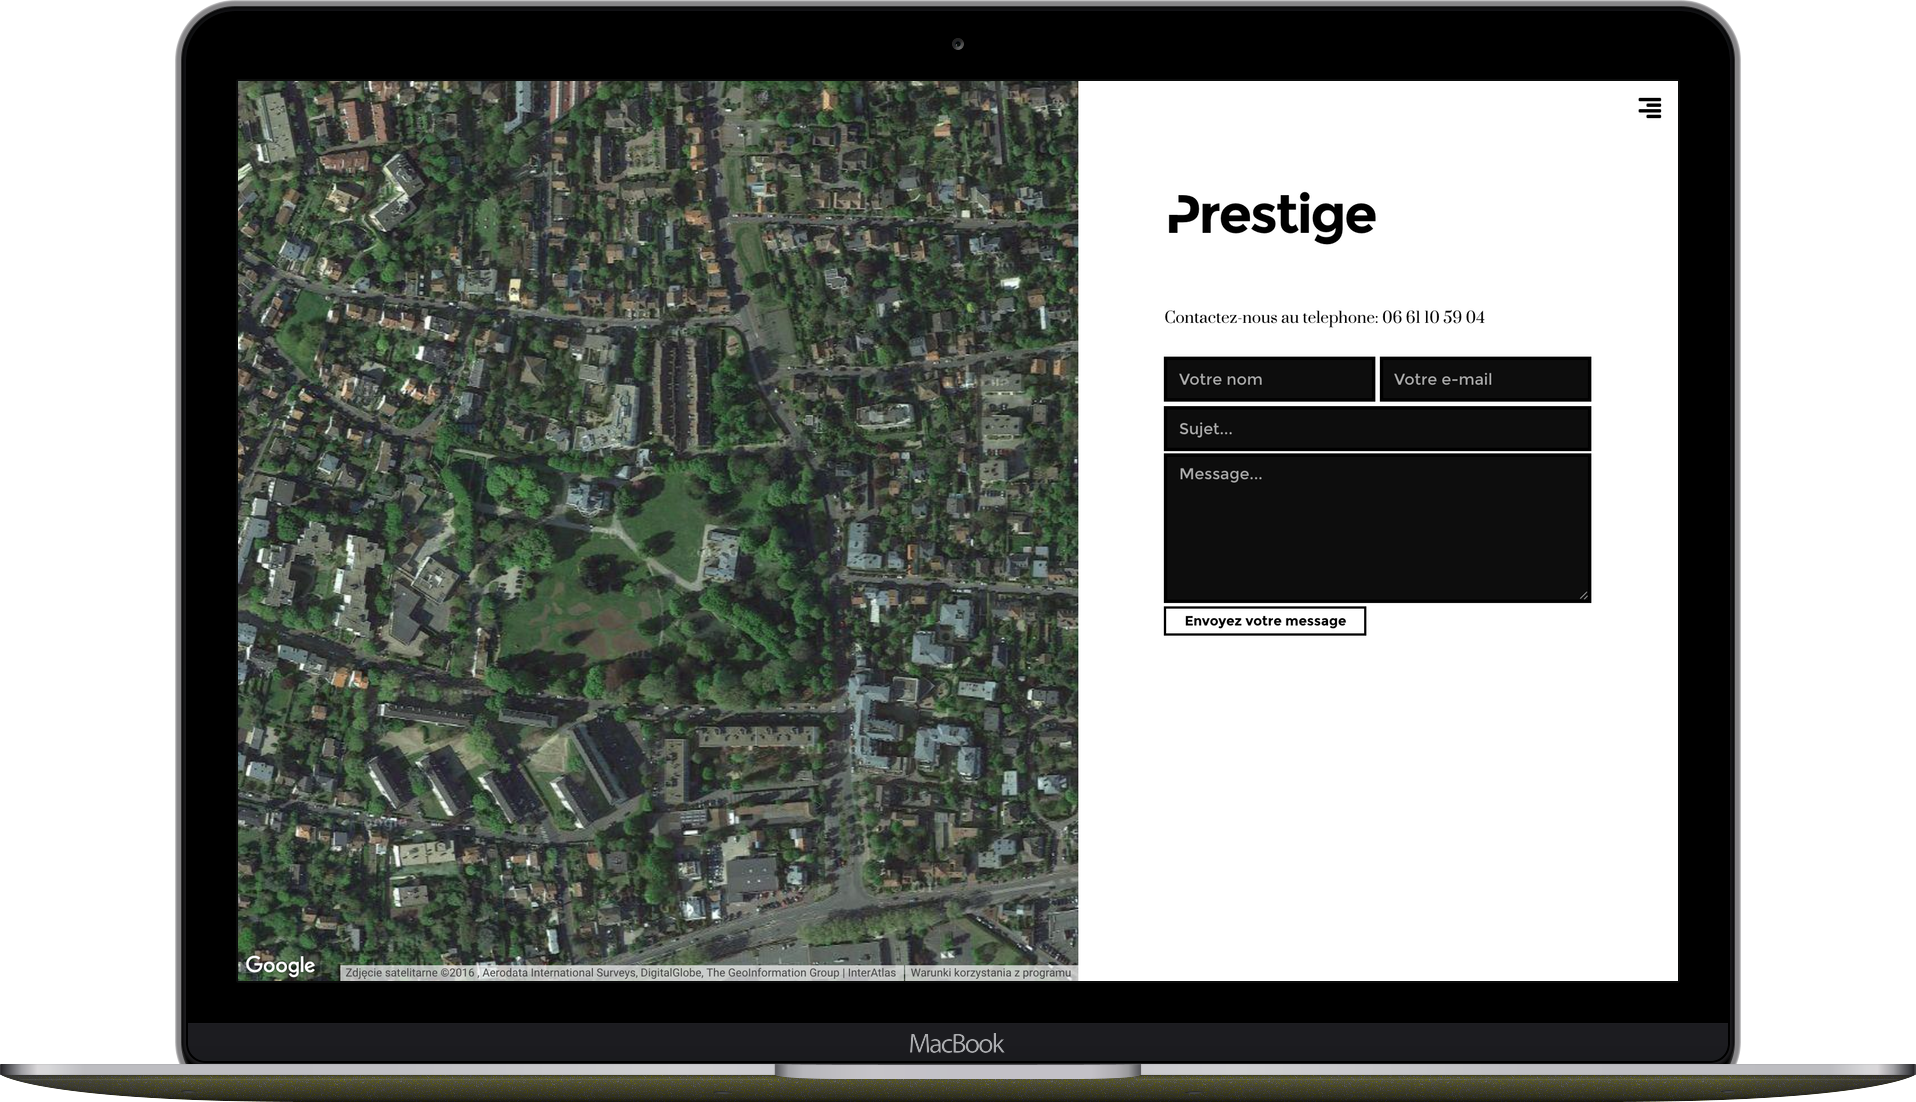 Prestige
Contactez-nous au telephone: 06 61 10 59 04
Votre nom
Votre e-mail
Sujet...
Message...
Envoyez votre message
Google
Zdjęcie satelitarne ©2016 , Aerodata International Surveys, DigitalGlobe, The GeoInformation Group | InterAtlas
Warunki korzystania z programu
MacBook